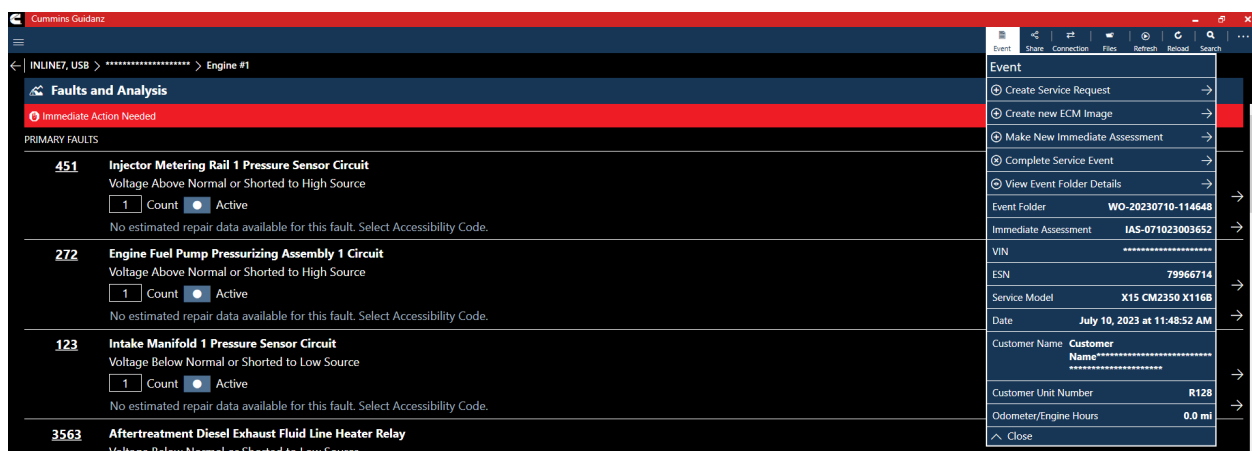 Cummins Guidanz
Event Share Connection Files Refresh Reload Search
INLINE7, USB > ******************** > Engine #1
Faults and Analysis
Immediate Action Needed
PRIMARY FAULTS
451 Injector Metering Rail 1 Pressure Sensor Circuit
Voltage Above Normal or Shorted to High Source
1 Count Active
No estimated repair data available for this fault. Select Accessibility Code.
272 Engine Fuel Pump Pressurizing Assembly 1 Circuit
Voltage Above Normal or Shorted to High Source
1 Count Active
No estimated repair data available for this fault. Select Accessibility Code.
123 Intake Manifold 1 Pressure Sensor Circuit
Voltage Below Normal or Shorted to Low Source
1 Count Active
No estimated repair data available for this fault. Select Accessibility Code.
3563 Aftertreatment Diesel Exhaust Fluid Line Heater Relay
Voltage Below Normal or Shorted to Low Source
Event
Create Service Request
Create new ECM Image
Make New Immediate Assessment
Complete Service Event
View Event Folder Details
Event Folder WO-20230710-114648
Immediate Assessment IAS-071023003652
VIN ********************
ESN 79966714
Service Model X15 CM2350 X116B
Date July 10, 2023 at 11:48:52 AM
Customer Name Customer
Name**************************
*********************
Customer Unit Number R128
Odometer/Engine Hours 0.0 mi
Close